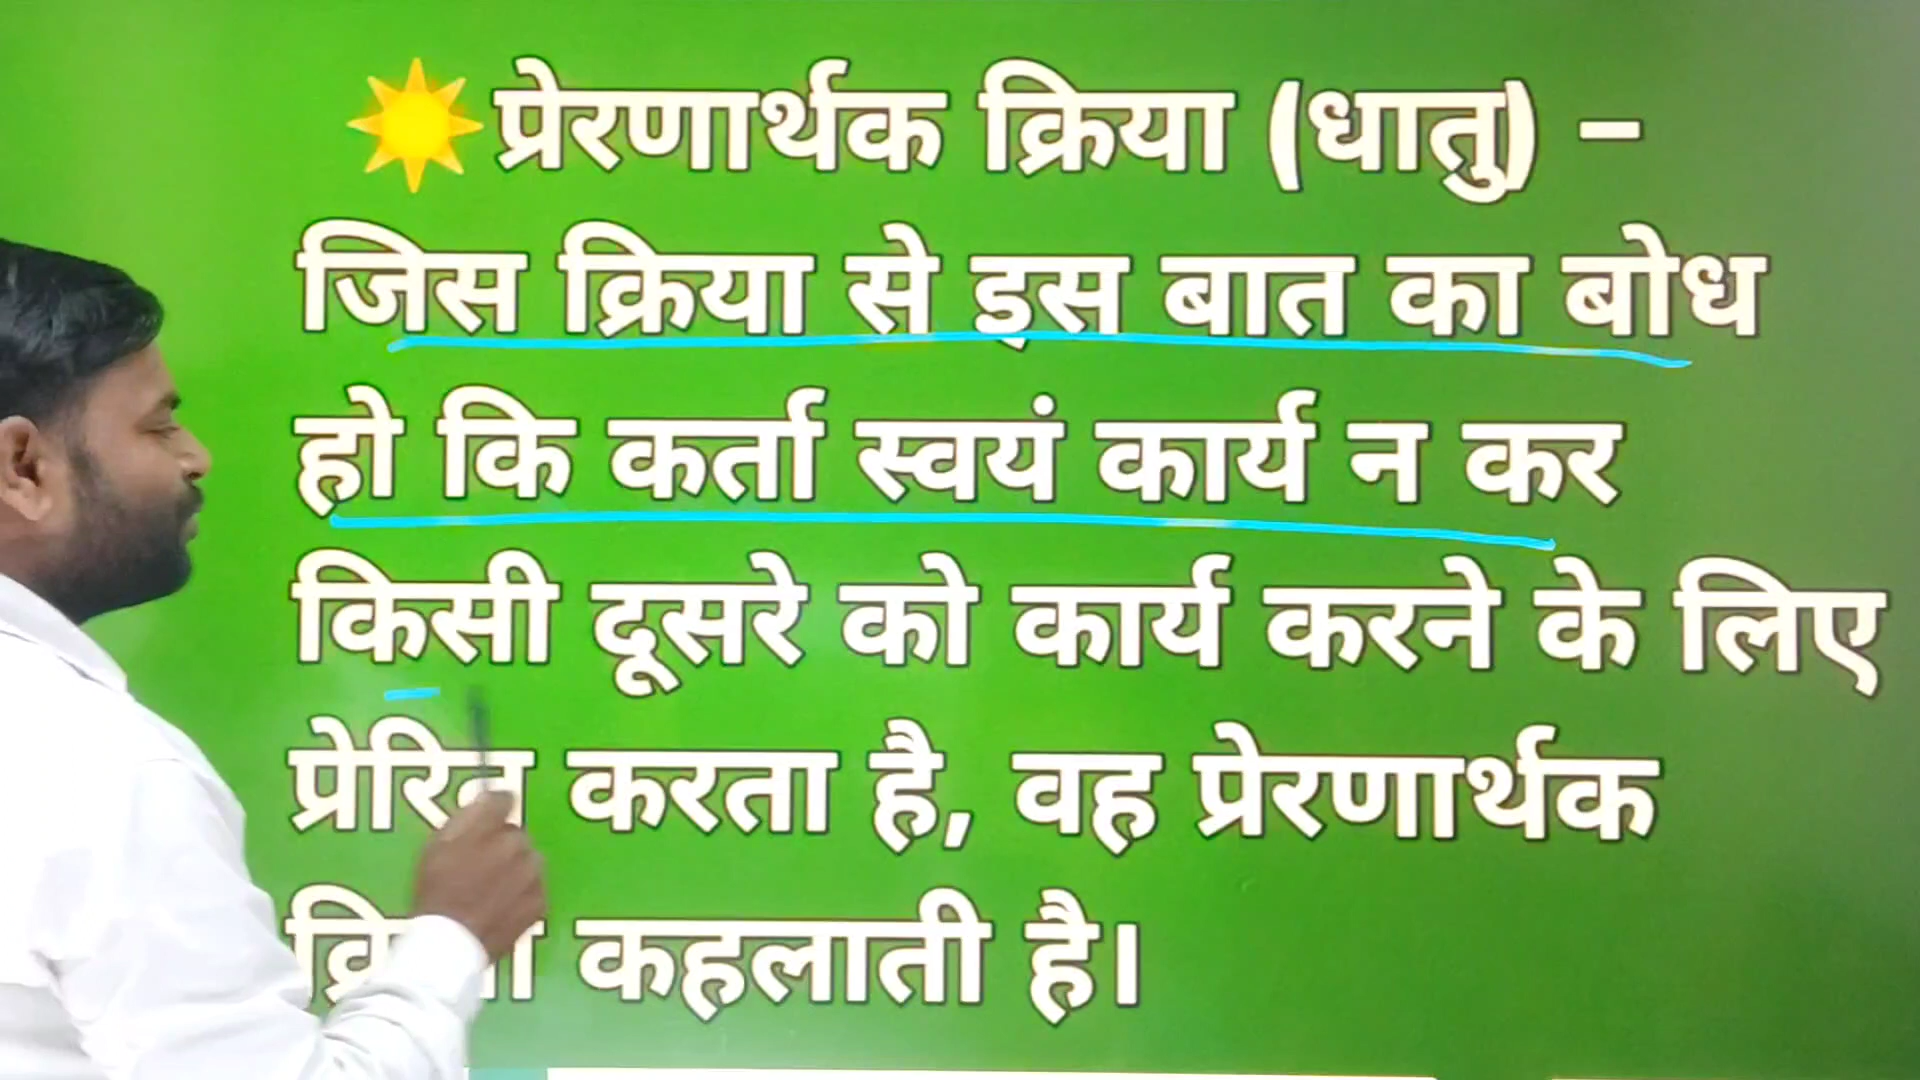 प्रेरणार्थक क्रिया (धातु) –
जिस क्रिया से इस बात का बोध
हो कि कर्ता स्वयं कार्य न कर
किसी दूसरे को कार्य करने के लिए
प्रेरित करता है, वह प्रेरणार्थक
कहलाती है।